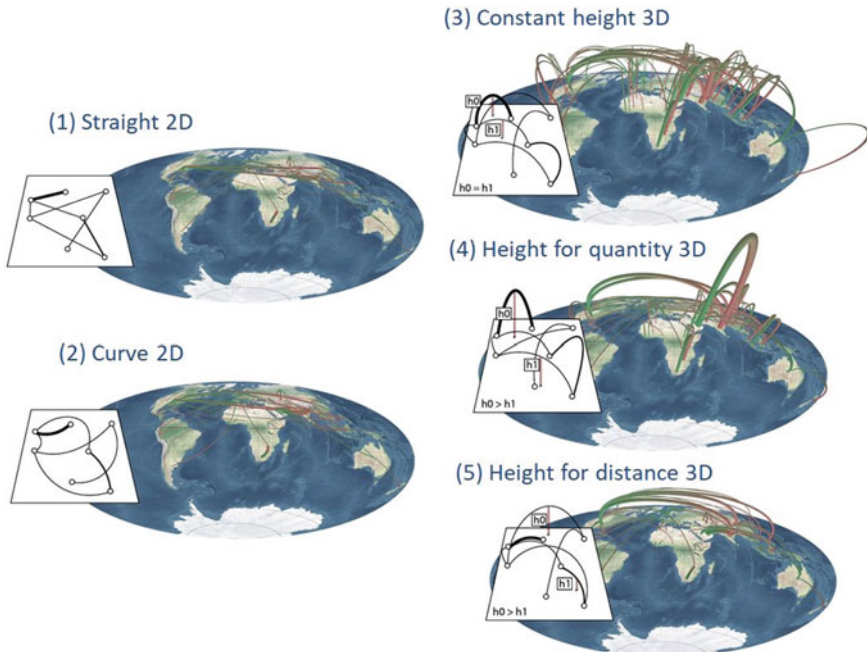 (1) Straight 2D
(2) Curve 2D
(3) Constant height 3D
h0
h1
h0 = h1
(4) Height for quantity 3D
h0
h1
h0 > h1
(5) Height for distance 3D
h0
h1
h0 > h1